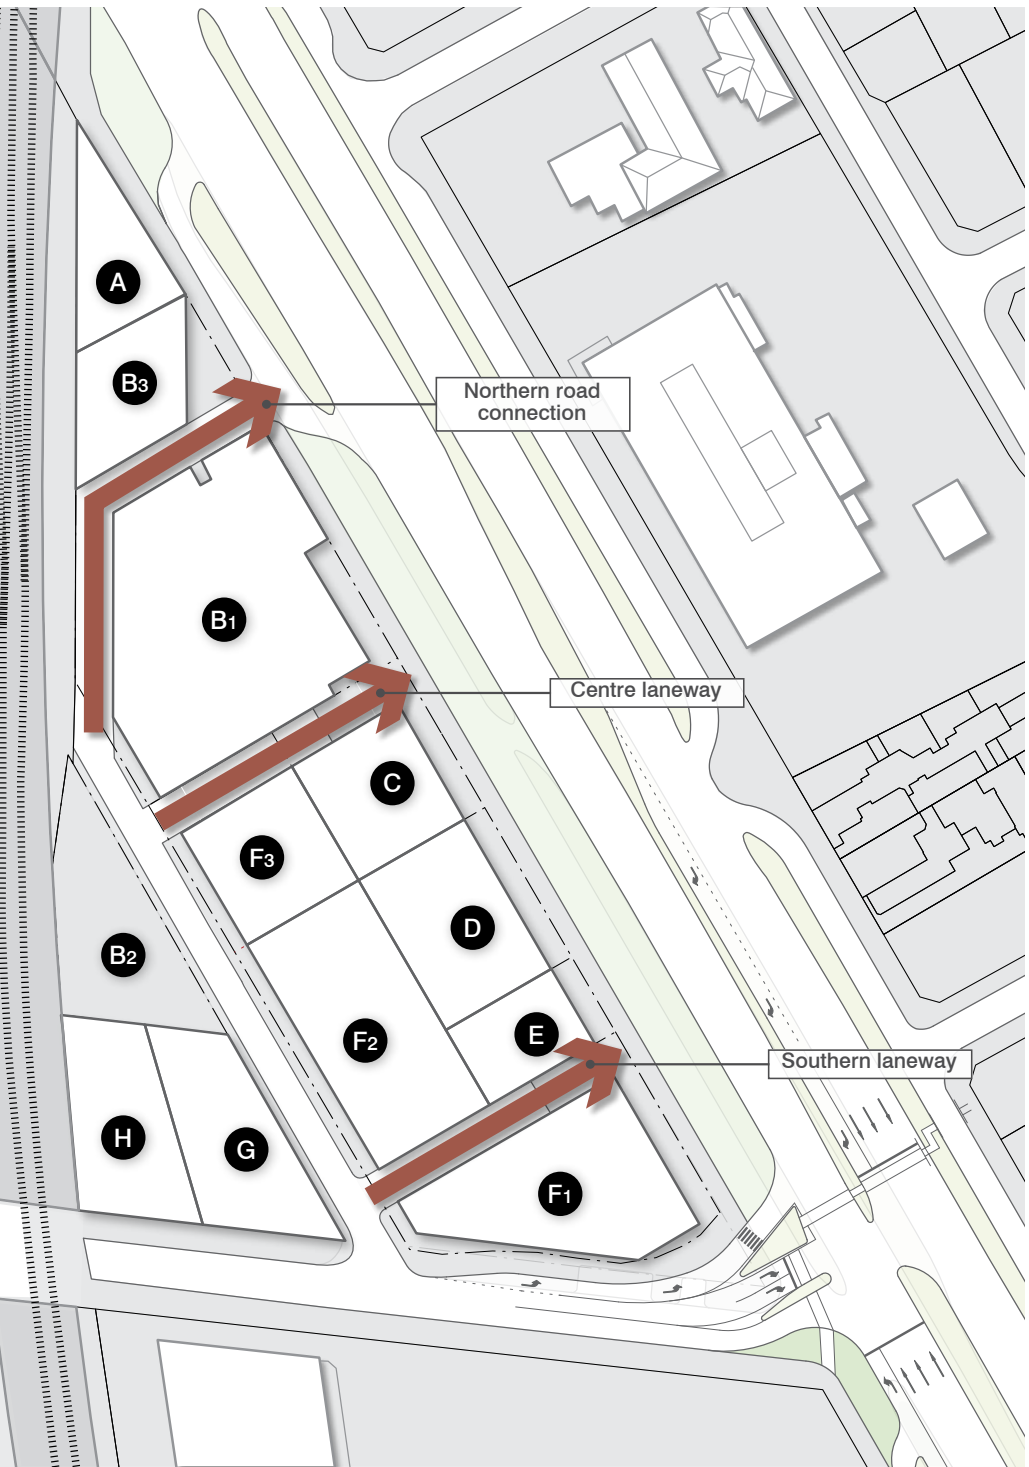 A
B3
Northern road
connection
B1
Centre laneway
C
F3
D
B2
F2
E
Southern laneway
H
G
F1